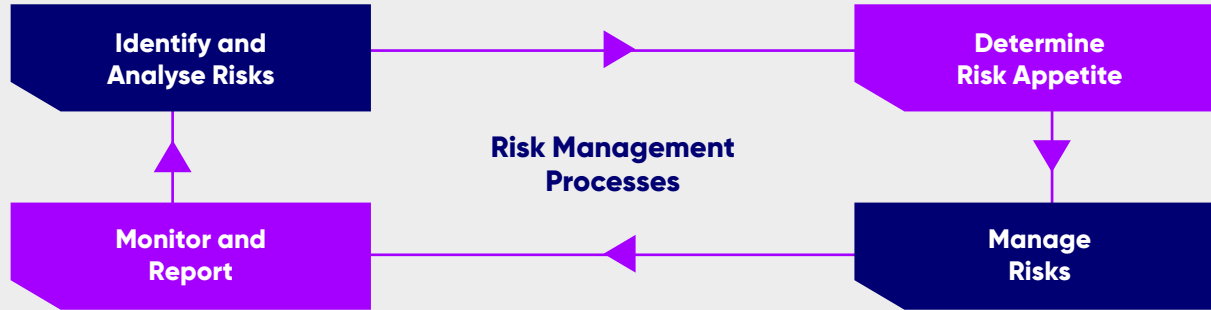 Identify and
Analyse Risks
Determine
Risk Appetite
Risk Management
Processes
Monitor and
Report
Manage
Risks